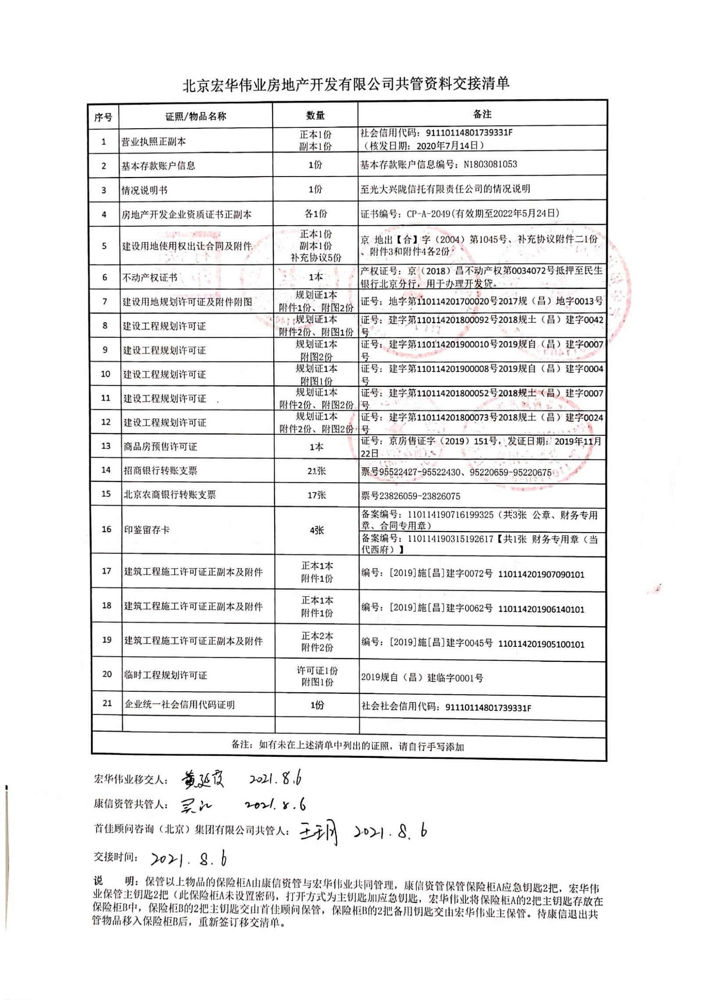 北京宏华伟业房地产开发有限公司共管资料交接清单
序号 证照/物品名称 数量 备注
1 营业执照正副本 正本1份 社会信用代码：91110114801739331F
副本1份 （核发日期：2020年7月14日）
2 基本存款账户信息 1份 基本存款账户信息编号：N1803081053
3 情况说明书 1份 至光大兴陇信托有限责任公司的情况说明
4 房地产开发企业资质证书正副本 各1份 证书编号：CP-A-2049(有效期至2022年5月24日)
5 建设用地使用权出让合同及附件 正本1份
副本1份 京 地出【合】字（2004）第1045号、补充协议附件二1份
补充协议5份 、附件3和附件4各2份
6 不动产权证书 1本 产权证号：京（2018）昌不动产权第0034072号抵押至民生
银行北京分行，用于办理开发贷。
7 建设用地规划许可证及附件附图 规划证1本
附件1份、附图2份 证号：地字第110114201700020号2017规（昌）地字0013号
8 建设工程规划许可证 规划证1本 证号：建字第110114201800092号2018规土（昌）建字0042
附件2份、附图1份 号
9 建设工程规划许可证 规划证1本 证号：建字第110114201900010号2019规自（昌）建字0007
附图2份 号
10 建设工程规划许可证 规划证1本 证号：建字第110114201900008号2019规自（昌）建字0004
附图1份 号
11 建设工程规划许可证 规划证1本 证号：建字第110114201800052号2018规土（昌）建字0007
附件2份、附图2份 号
12 建设工程规划许可证 规划证1本 证号：建字第110114201800073号2018规土（昌）建字0024
附件2份、附图2份 号
13 商品房预售许可证 1本 证号：京房售证字（2019）151号，发证日期：2019年11月
22日
14 招商银行转账支票 21张 票号95522427-95522430、95220659-95220675
15 北京农商银行转账支票 17张 票号23826059-23826075
16 印鉴留存卡 4张 备案编号：110114190716199325（共3张 公章、财务专用
章、合同专用章）
备案编号：110114190315192617【共1张 财务专用章（当
代西府）】
17 建筑工程施工许可证正副本及附件 正本1本
附件1份 编号：[2019]施[昌]建字0072号 110114201907090101
18 建筑工程施工许可证正副本及附件 正本1本
附件1份 编号：[2019]施[昌]建字0062号 110114201906140101
19 建筑工程施工许可证正副本及附件 正本2本
附件2份 编号：[2019]施[昌]建字0045号 110114201905100101
20 临时工程规划许可证 许可证1份
附图1份 2019规自（昌）建临字0001号
21 企业统一社会信用代码证明 1份 社会社会信用代码：91110114801739331F
备注：如有未在上述清单中列出的证照，请自行手写添加
宏华伟业移交人：黄延霞 2021.8.6
康信资管共管人： 2021.8.6
首佳顾问咨询（北京）集团有限公司共管人：王玥 2021.8.6
交接时间：2021.8.6
说 明：保管以上物品的保险柜A由康信资管与宏华伟业共同管理，康信资管保管保险柜A应急钥匙2把，宏华伟
业保管主钥匙2把（此保险柜A未设置密码，打开方式为主钥匙加应急钥匙，宏华伟业将保险柜A的2把主钥匙存放在
保险柜B中，保险柜B的2把主钥匙交由首佳顾问保管，保险柜B的2把备用钥匙交由宏华伟业主保管。待康信退出共
管物品移入保险柜B后，重新签订移交清单。